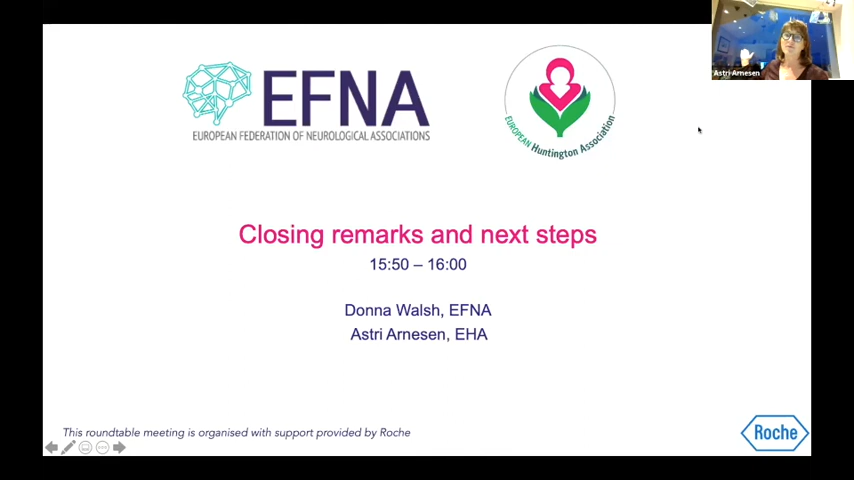 Astri Arnesen
EFNA
EUROPEAN FEDERATION OF NEUROLOGICAL ASSOCIATIONS
EUROPEAN Huntington Association
Closing remarks and next steps
15:50 – 16:00
Donna Walsh, EFNA
Astri Arnesen, EHA
This roundtable meeting is organised with support provided by Roche
Roche